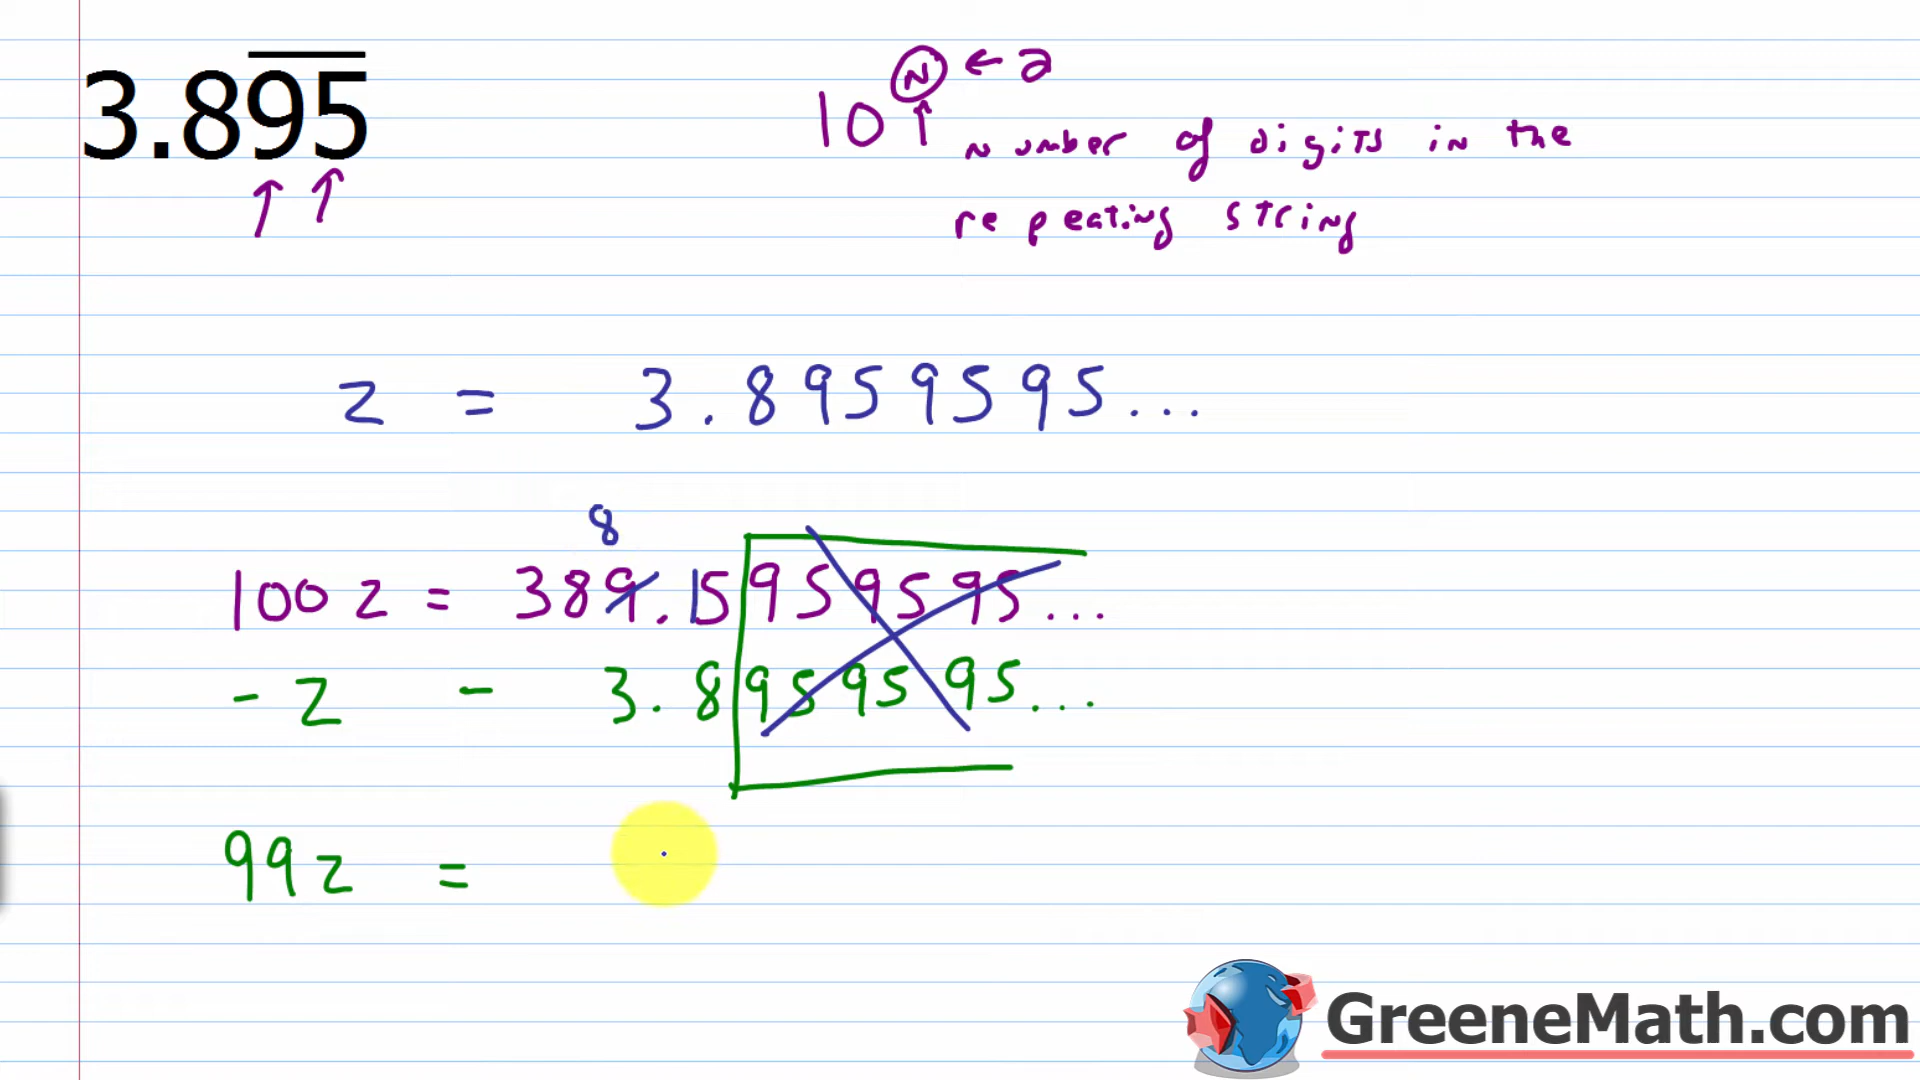 3.895
10 N ← 2
number of digits in the
repeating string
z = 3.8959595...
8
100z = 389.15959595...
- z - 3.8959595...
99z =
GreeneMath.com